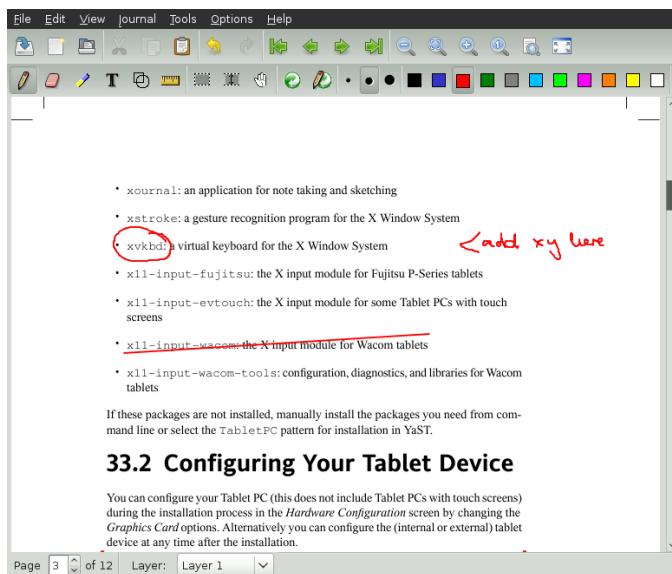 File Edit View Journal Tools Options Help
T
• xournal: an application for note taking and sketching
• xstroke: a gesture recognition program for the X Window System
• xvkbd: a virtual keyboard for the X Window System
<add xy here
• x11-input-fujitsu: the X input module for Fujitsu P-Series tablets
• x11-input-evtouch: the X input module for some Tablet PCs with touch
screens
• x11-input-wacom: the X input module for Wacom tablets
• x11-input-wacom-tools: configuration, diagnostics, and libraries for Wacom
tablets
If these packages are not installed, manually install the packages you need from com-
mand line or select the TabletPC pattern for installation in YaST.
33.2 Configuring Your Tablet Device
You can configure your Tablet PC (this does not include Tablet PCs with touch screens)
during the installation process in the Hardware Configuration screen by changing the
Graphics Card options. Alternatively you can configure the (internal or external) tablet
device at any time after the installation.
Page 3 of 12 Layer: Layer 1